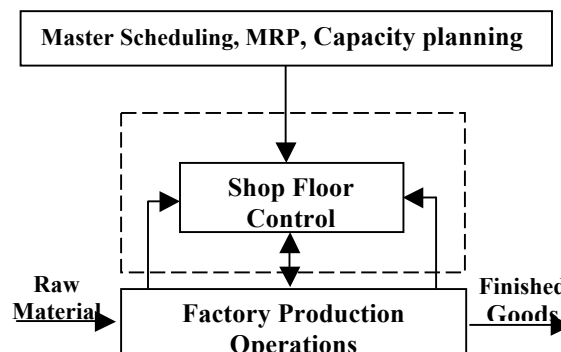 Master Scheduling, MRP, Capacity planning
Shop Floor
Control
Raw
Material
Factory Production
Operations
Finished
Goods